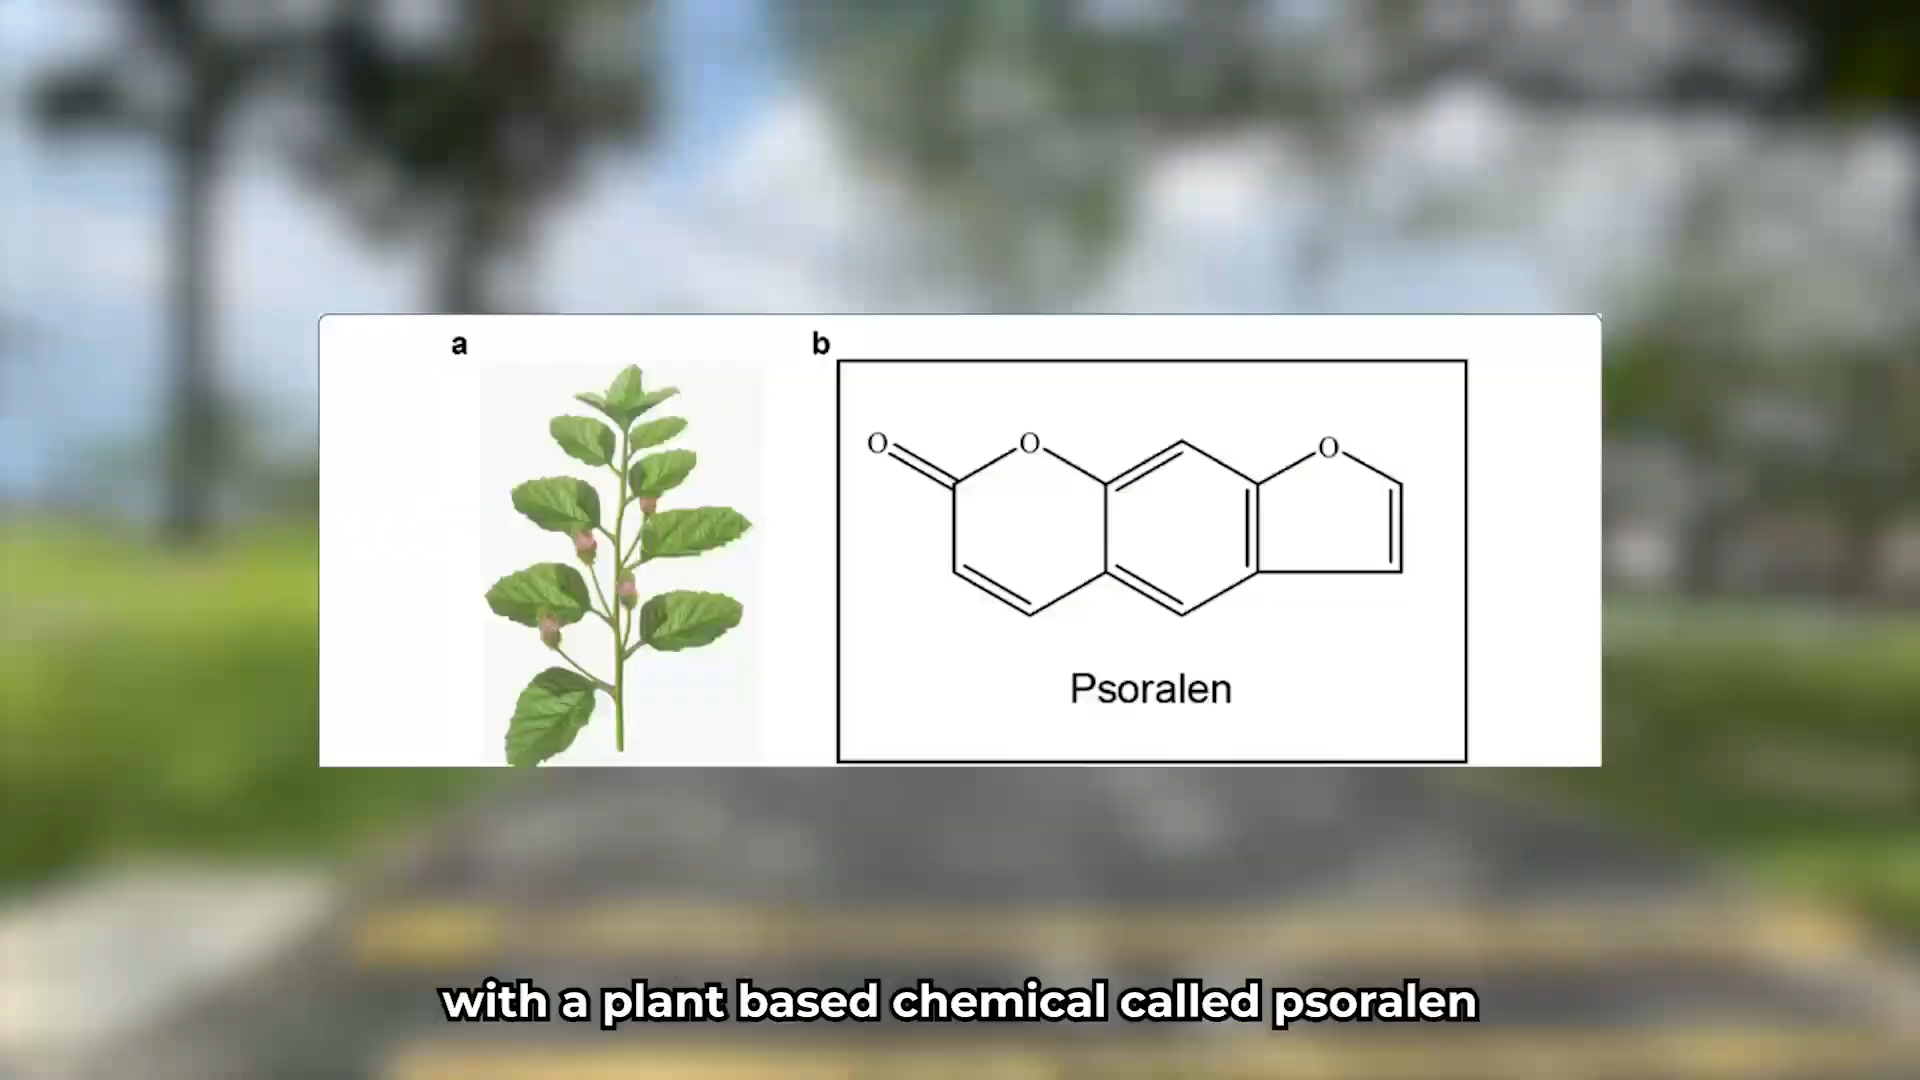 a
b
O
O
O
Psoralen
with a plant based chemical called psoralen